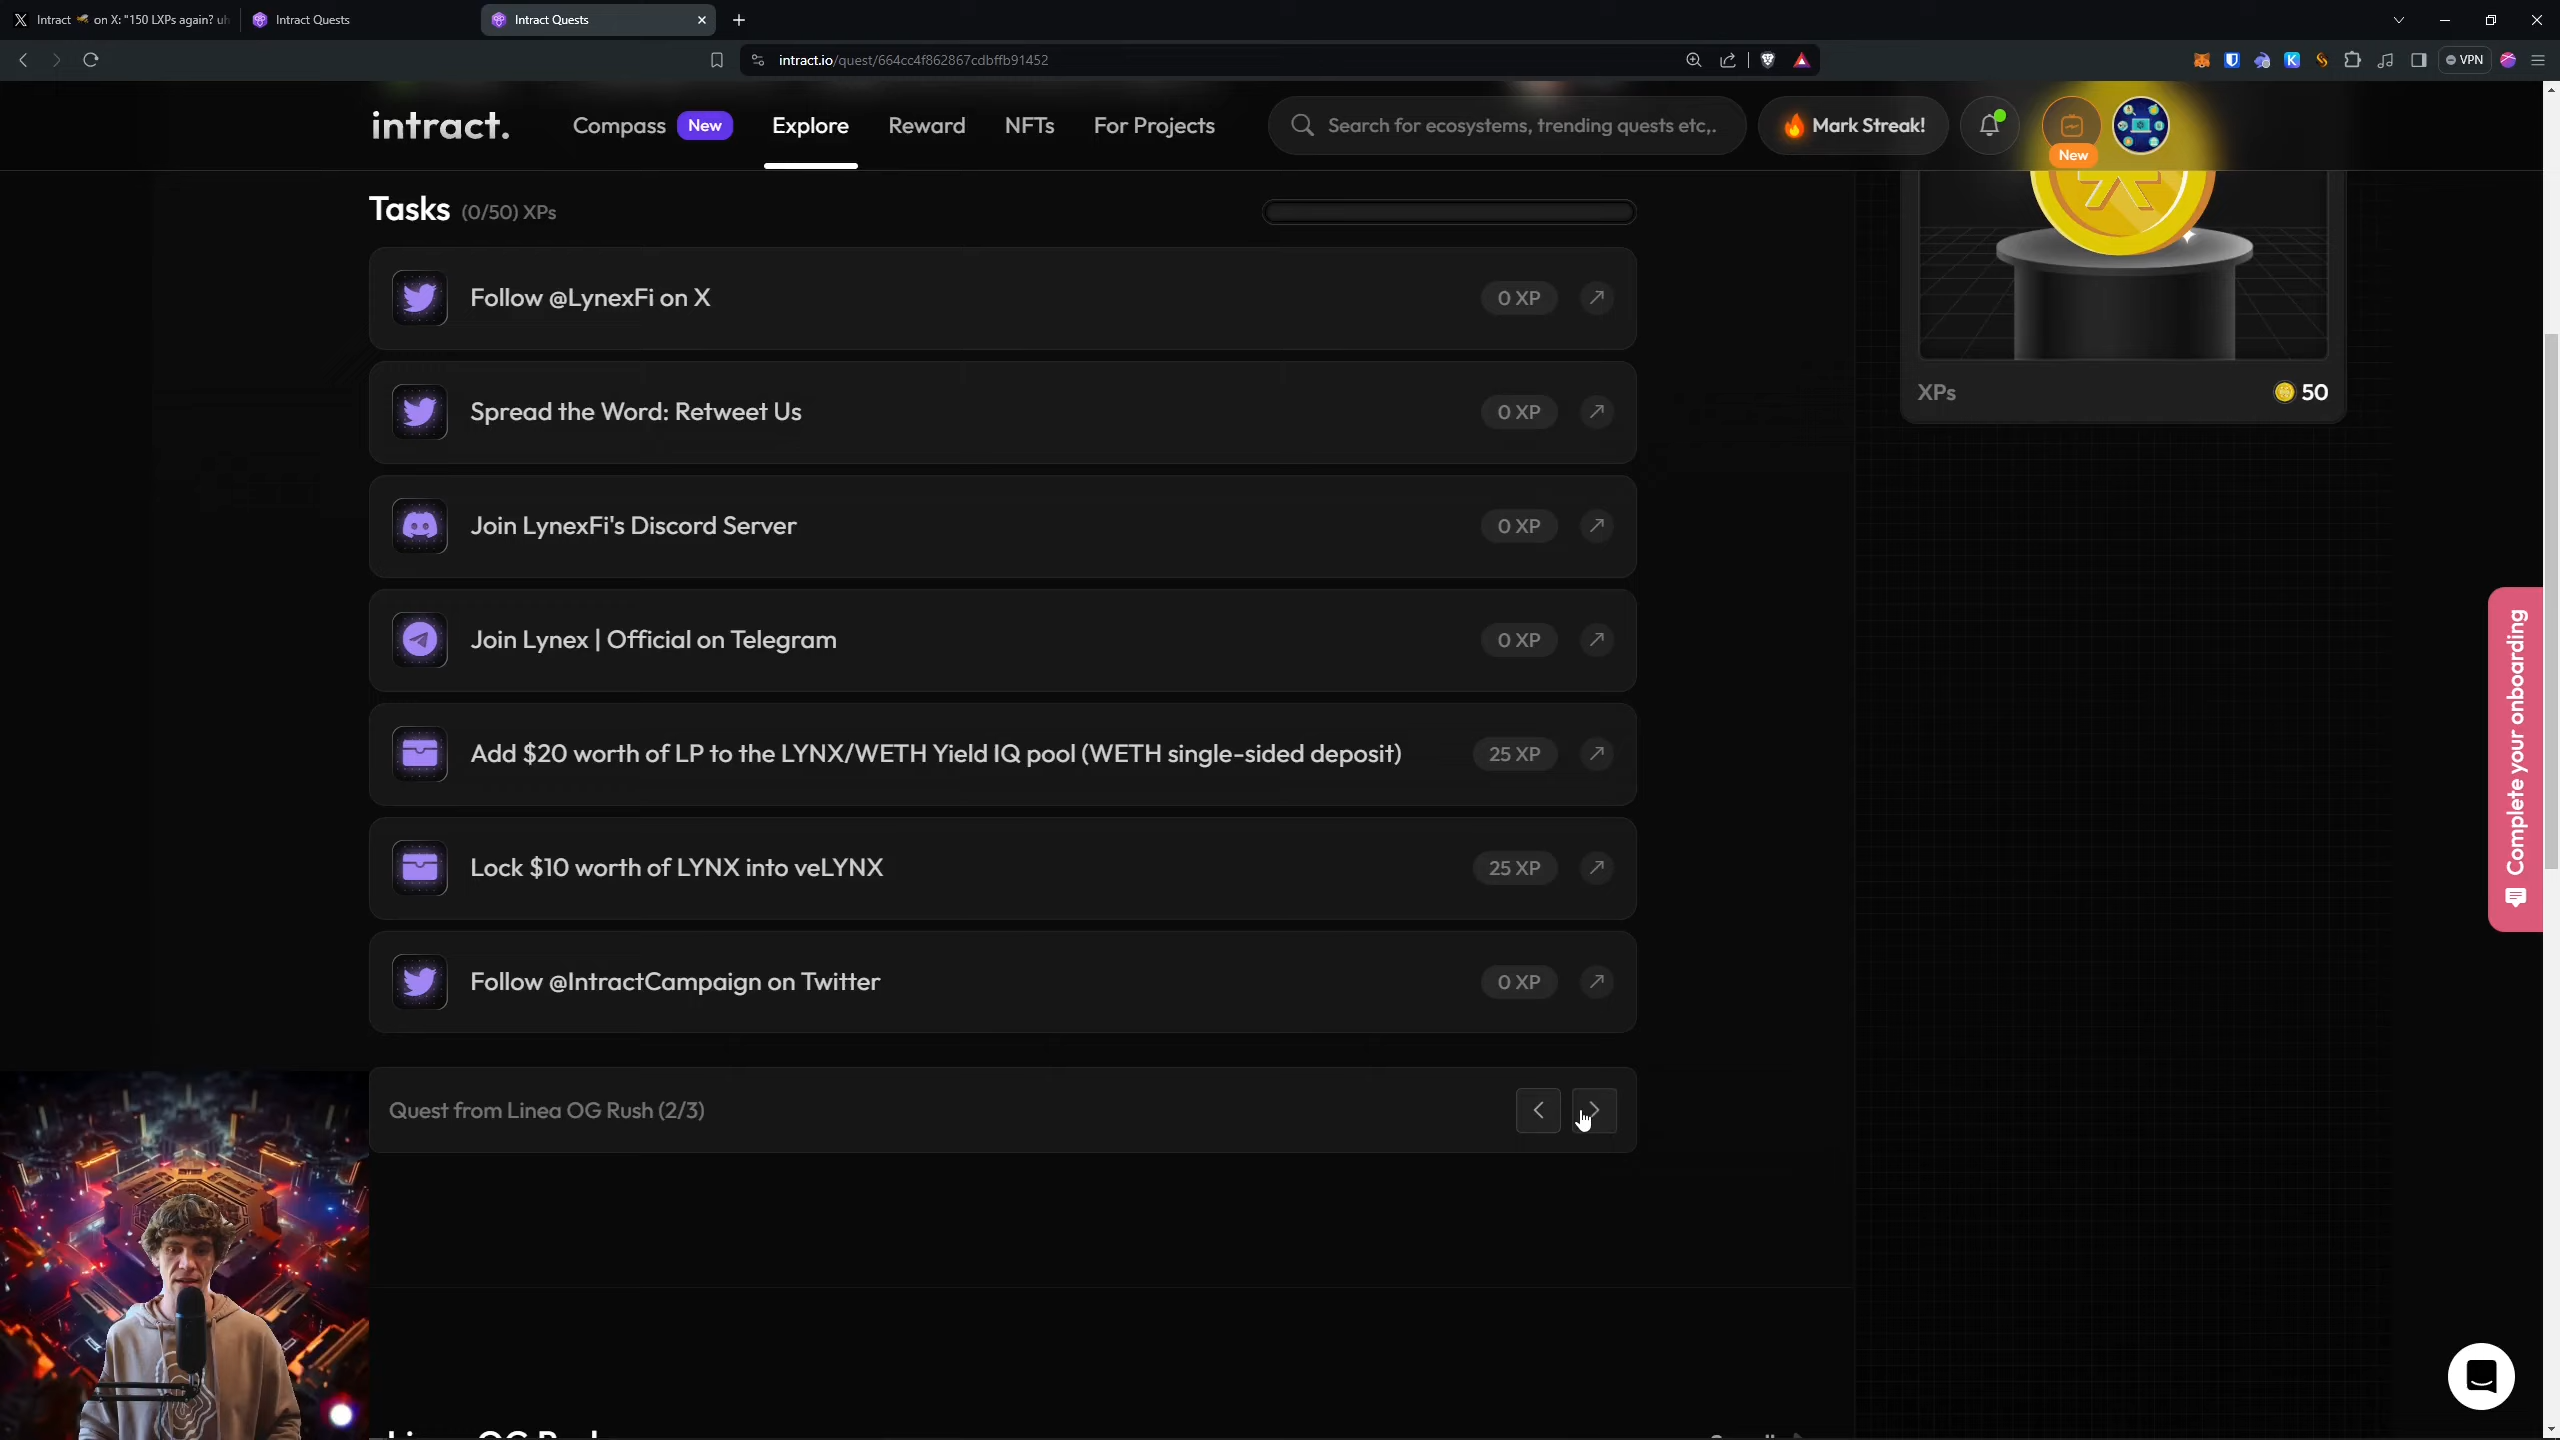 Intract 🐝 on X: "150 LXPs again? uh
Intract Quests
Intract Quests
intract.io/quest/664cc4f862867cdbffb91452
VPN
intract.
Compass New
Explore
Reward
NFTs
For Projects
Search for ecosystems, trending quests etc,.
🔥 Mark Streak!
New
Tasks (0/50) XPs
Follow @LynexFi on X
0 XP
Spread the Word: Retweet Us
0 XP
Join LynexFi's Discord Server
0 XP
Join Lynex | Official on Telegram
0 XP
Add $20 worth of LP to the LYNX/WETH Yield IQ pool (WETH single-sided deposit)
25 XP
Lock $10 worth of LYNX into veLYNX
25 XP
Follow @IntractCampaign on Twitter
0 XP
Quest from Linea OG Rush (2/3)
XPs
50
Complete your onboarding